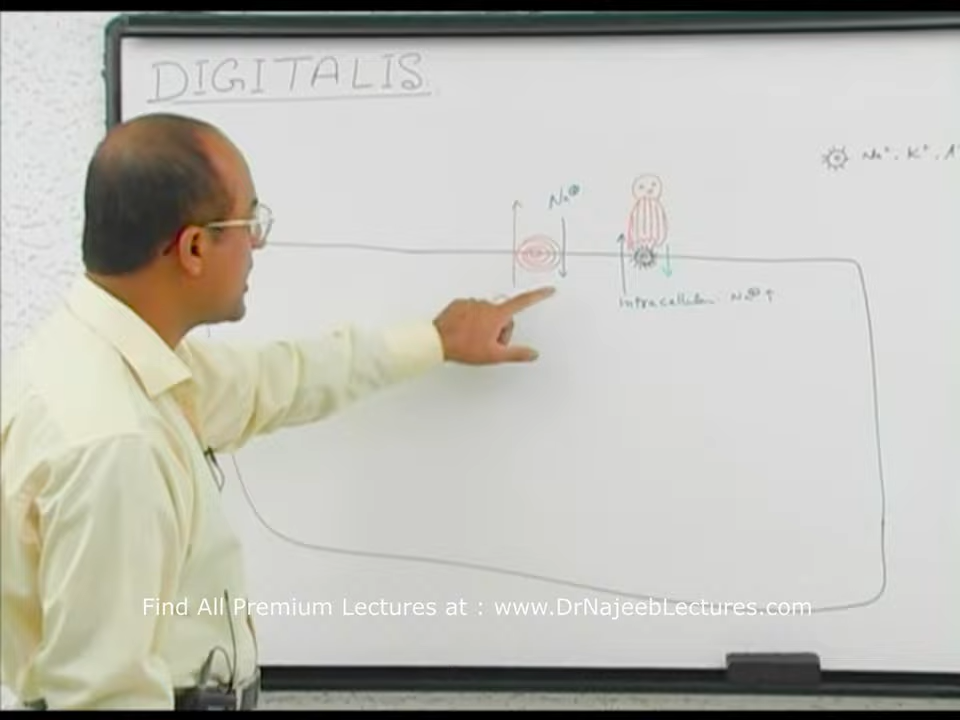 DIGITALIS
Na⁺, K⁺, A
Na⊕
intracellular Na⊕ ↑
Find All Premium Lectures at : www.DrNajeebLectures.com